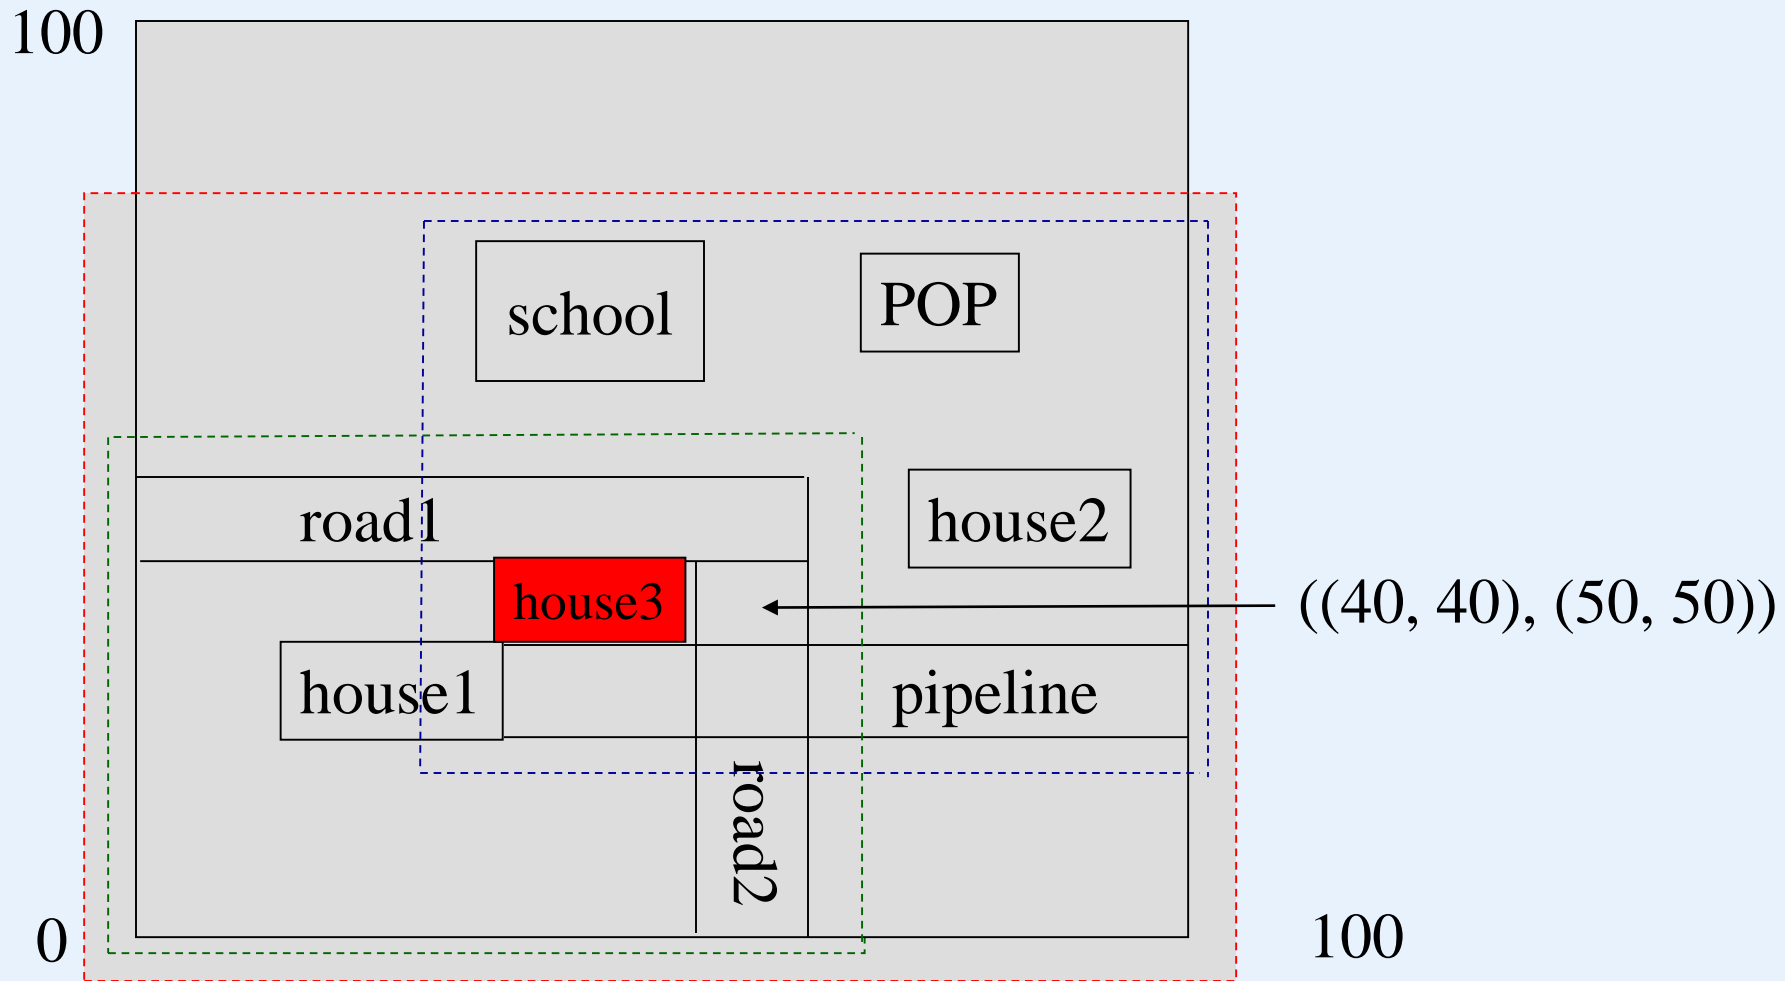 100
school
POP
road1
house2
house3
((40, 40), (50, 50))
house1
pipeline
road2
0
100